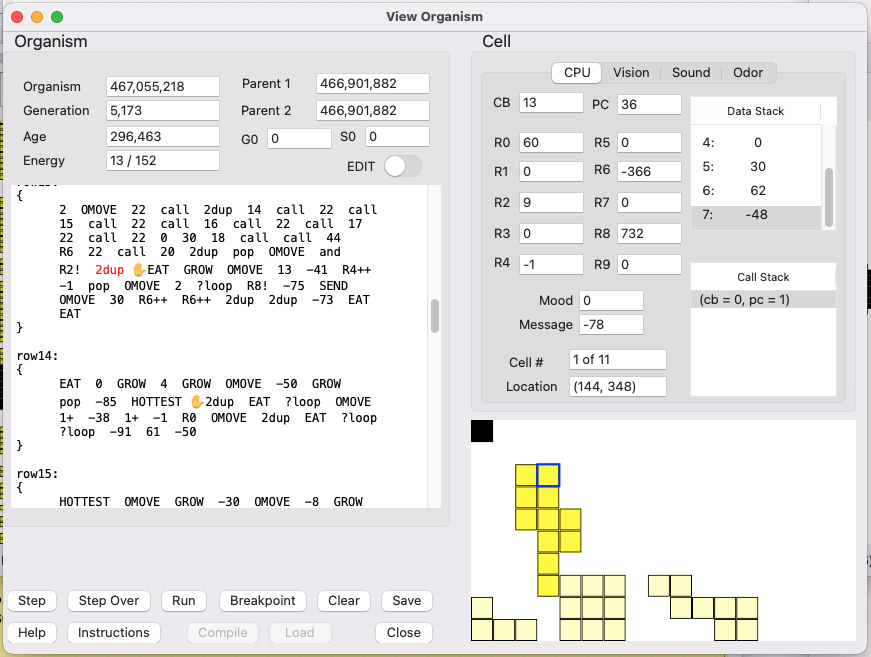 View Organism
Organism
Organism 467,055,218
Generation 5,173
Age 296,463
Energy 13 / 152
Parent 1 466,901,882
Parent 2 466,901,882
G0 0 S0 0
EDIT
{
2 OMOVE 22 call 2dup 14 call 22 call
15 call 22 call 16 call 22 call 17
22 call 22 0 30 18 call call 44
R6 22 call 20 2dup pop OMOVE and
R2! 2dup ✋EAT GROW OMOVE 13 -41 R4++
-1 pop OMOVE 2 ?loop R8! -75 SEND
OMOVE 30 R6++ R6++ 2dup 2dup -73 EAT
EAT
}
row14:
{
EAT 0 GROW 4 GROW OMOVE -50 GROW
pop -85 HOTTEST ✋2dup EAT ?loop OMOVE
1+ -38 1+ -1 R0 OMOVE 2dup EAT ?loop
?loop -91 61 -50
}
row15:
{
HOTTEST OMOVE GROW -30 OMOVE -8 GROW
Step Step Over Run Breakpoint Clear Save
Help Instructions Compile Load Close
Cell
CPU Vision Sound Odor
CB 13 PC 36
R0 60 R5 0
R1 0 R6 -366
R2 9 R7 0
R3 0 R8 732
R4 -1 R9 0
Mood 0
Message -78
Cell # 1 of 11
Location (144, 348)
Data Stack
4: 0
5: 30
6: 62
7: -48
Call Stack
(cb = 0, pc = 1)